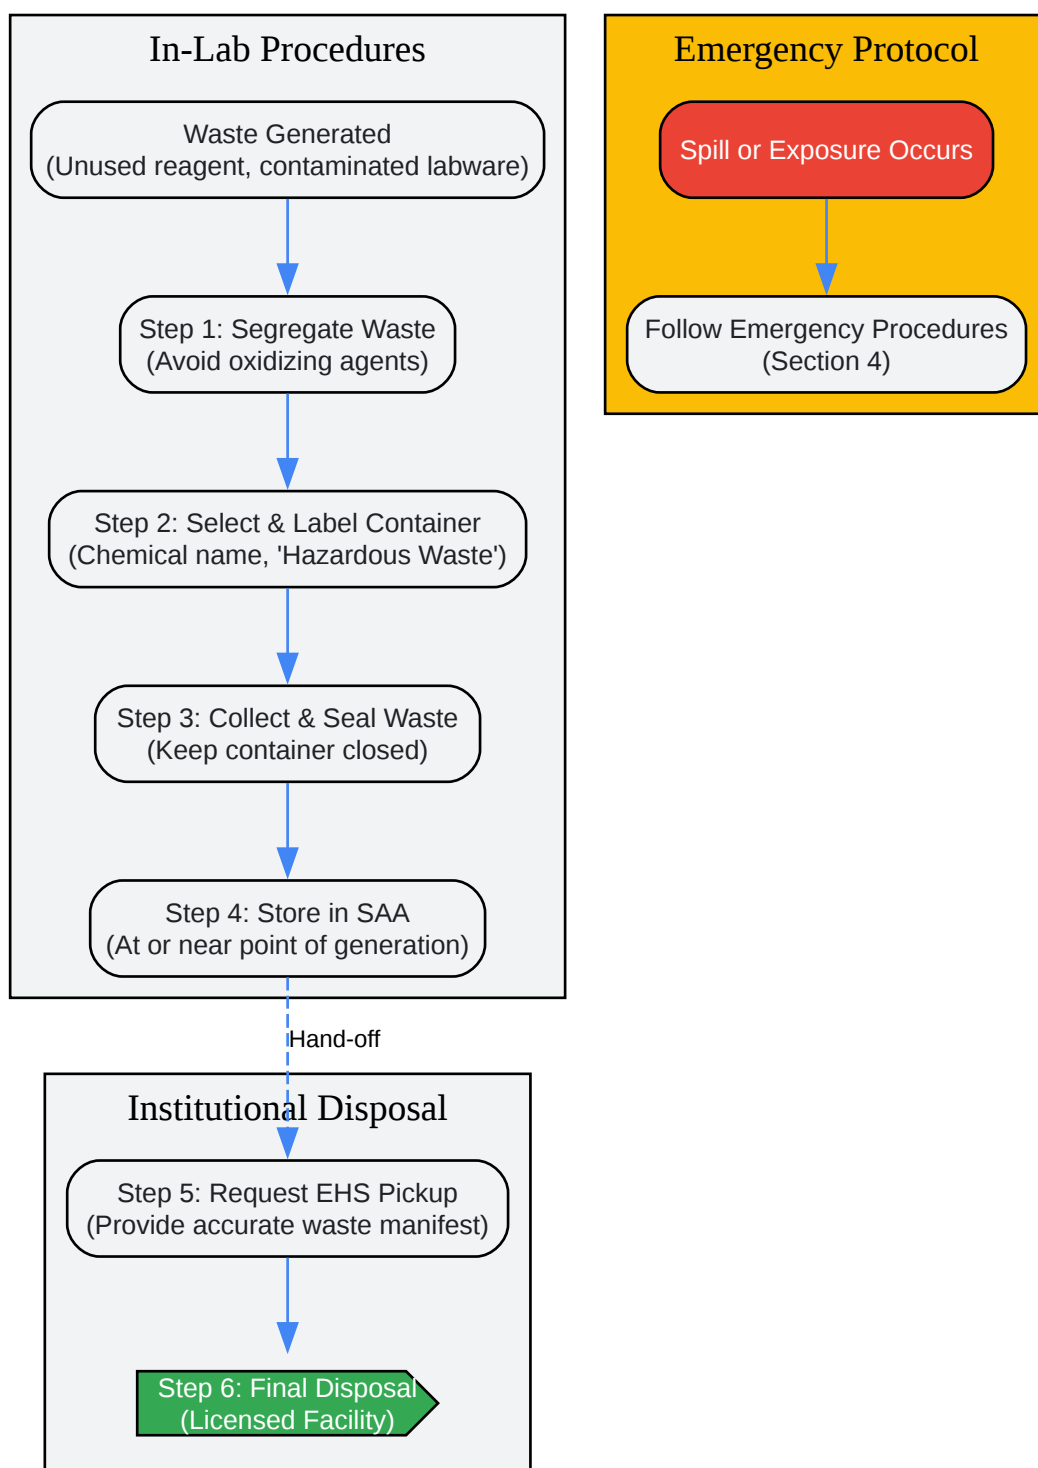 In-Lab Procedures
Waste Generated
(Unused reagent, contaminated labware)
Step 1: Segregate Waste
(Avoid oxidizing agents)
Step 2: Select & Label Container
(Chemical name, 'Hazardous Waste')
Step 3: Collect & Seal Waste
(Keep container closed)
Step 4: Store in SAA
(At or near point of generation)
Hand-off
Institutional Disposal
Step 5: Request EHS Pickup
(Provide accurate waste manifest)
Step 6: Final Disposal
(Licensed Facility)
Emergency Protocol
Spill or Exposure Occurs
Follow Emergency Procedures
(Section 4)